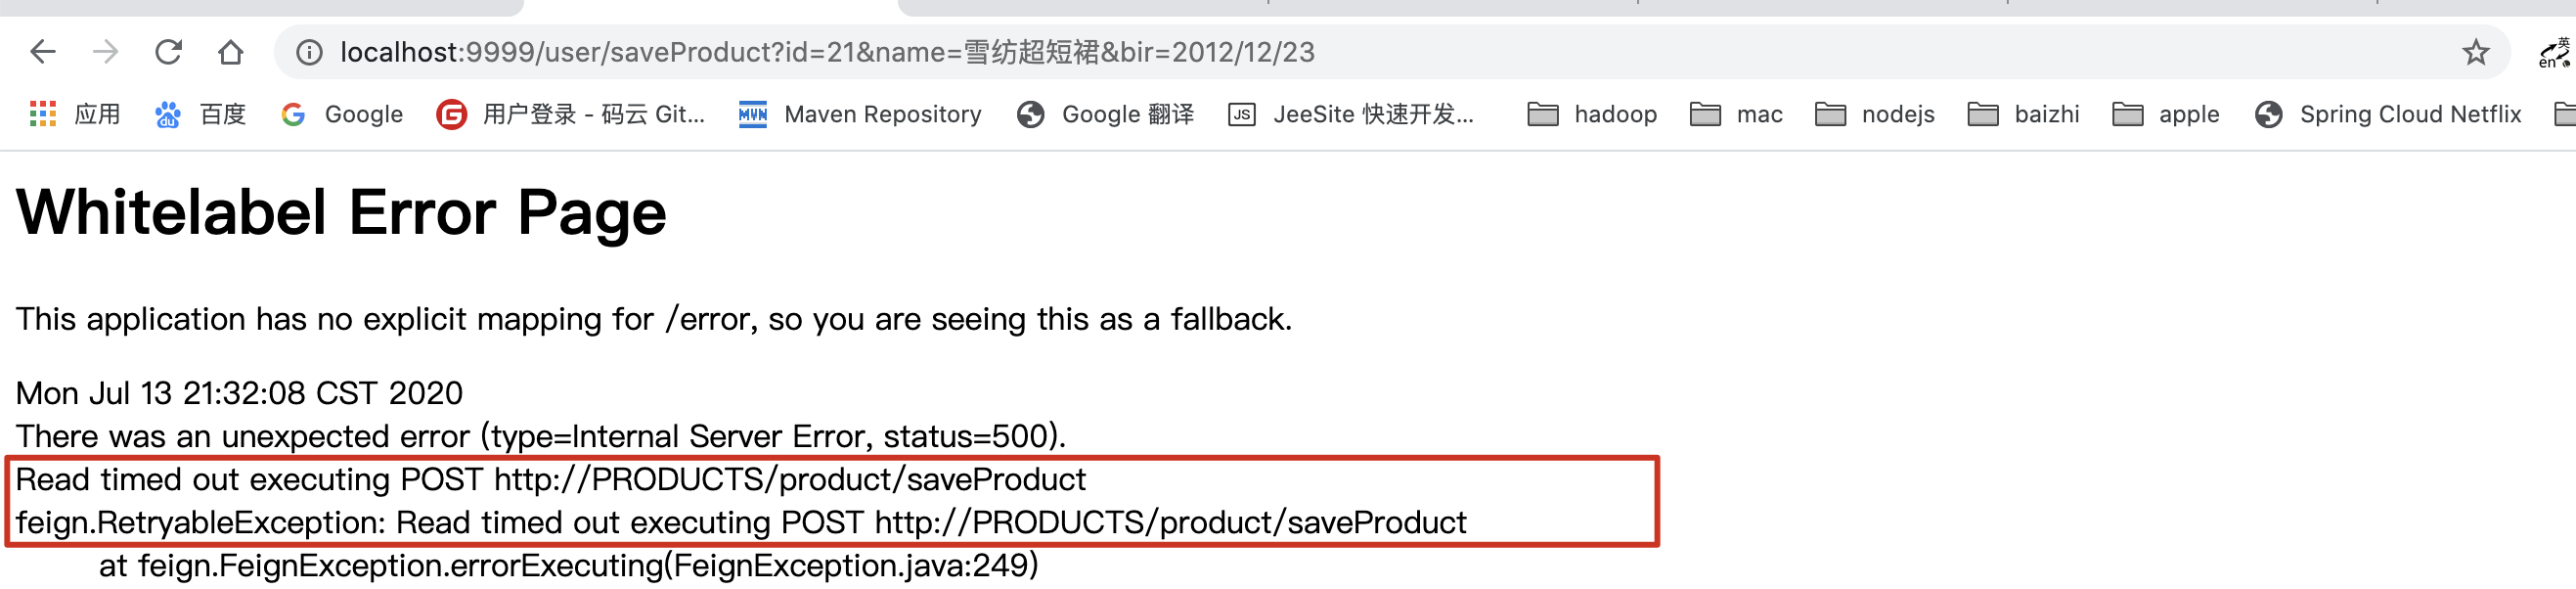 localhost:9999/user/saveProduct?id=21&name=雪纺超短裙&bir=2012/12/23
英
en
应用 百度 Google 用户登录 - 码云 Git... Maven Repository Google 翻译 JeeSite 快速开发... hadoop mac nodejs baizhi apple Spring Cloud Netflix
Whitelabel Error Page
This application has no explicit mapping for /error, so you are seeing this as a fallback.
Mon Jul 13 21:32:08 CST 2020
There was an unexpected error (type=Internal Server Error, status=500).
Read timed out executing POST http://PRODUCTS/product/saveProduct
feign.RetryableException: Read timed out executing POST http://PRODUCTS/product/saveProduct
at feign.FeignException.errorExecuting(FeignException.java:249)